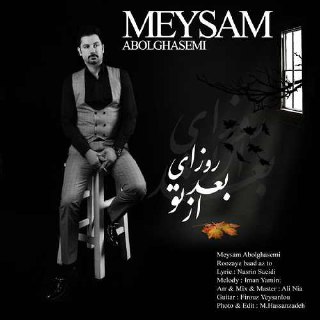 MEYSAM
ABOLGHASEMI
روزای
بعد
از تو
Meysam Abolghasemi
Roozaye baad az to
Lyric : Nasrin Saeidi
Melody : Iman Yamini
Arr & Mix & Master : Ali Nia
Guitar : Firouz Veysanlou
Photo & Edit : M.Hassanzadeh